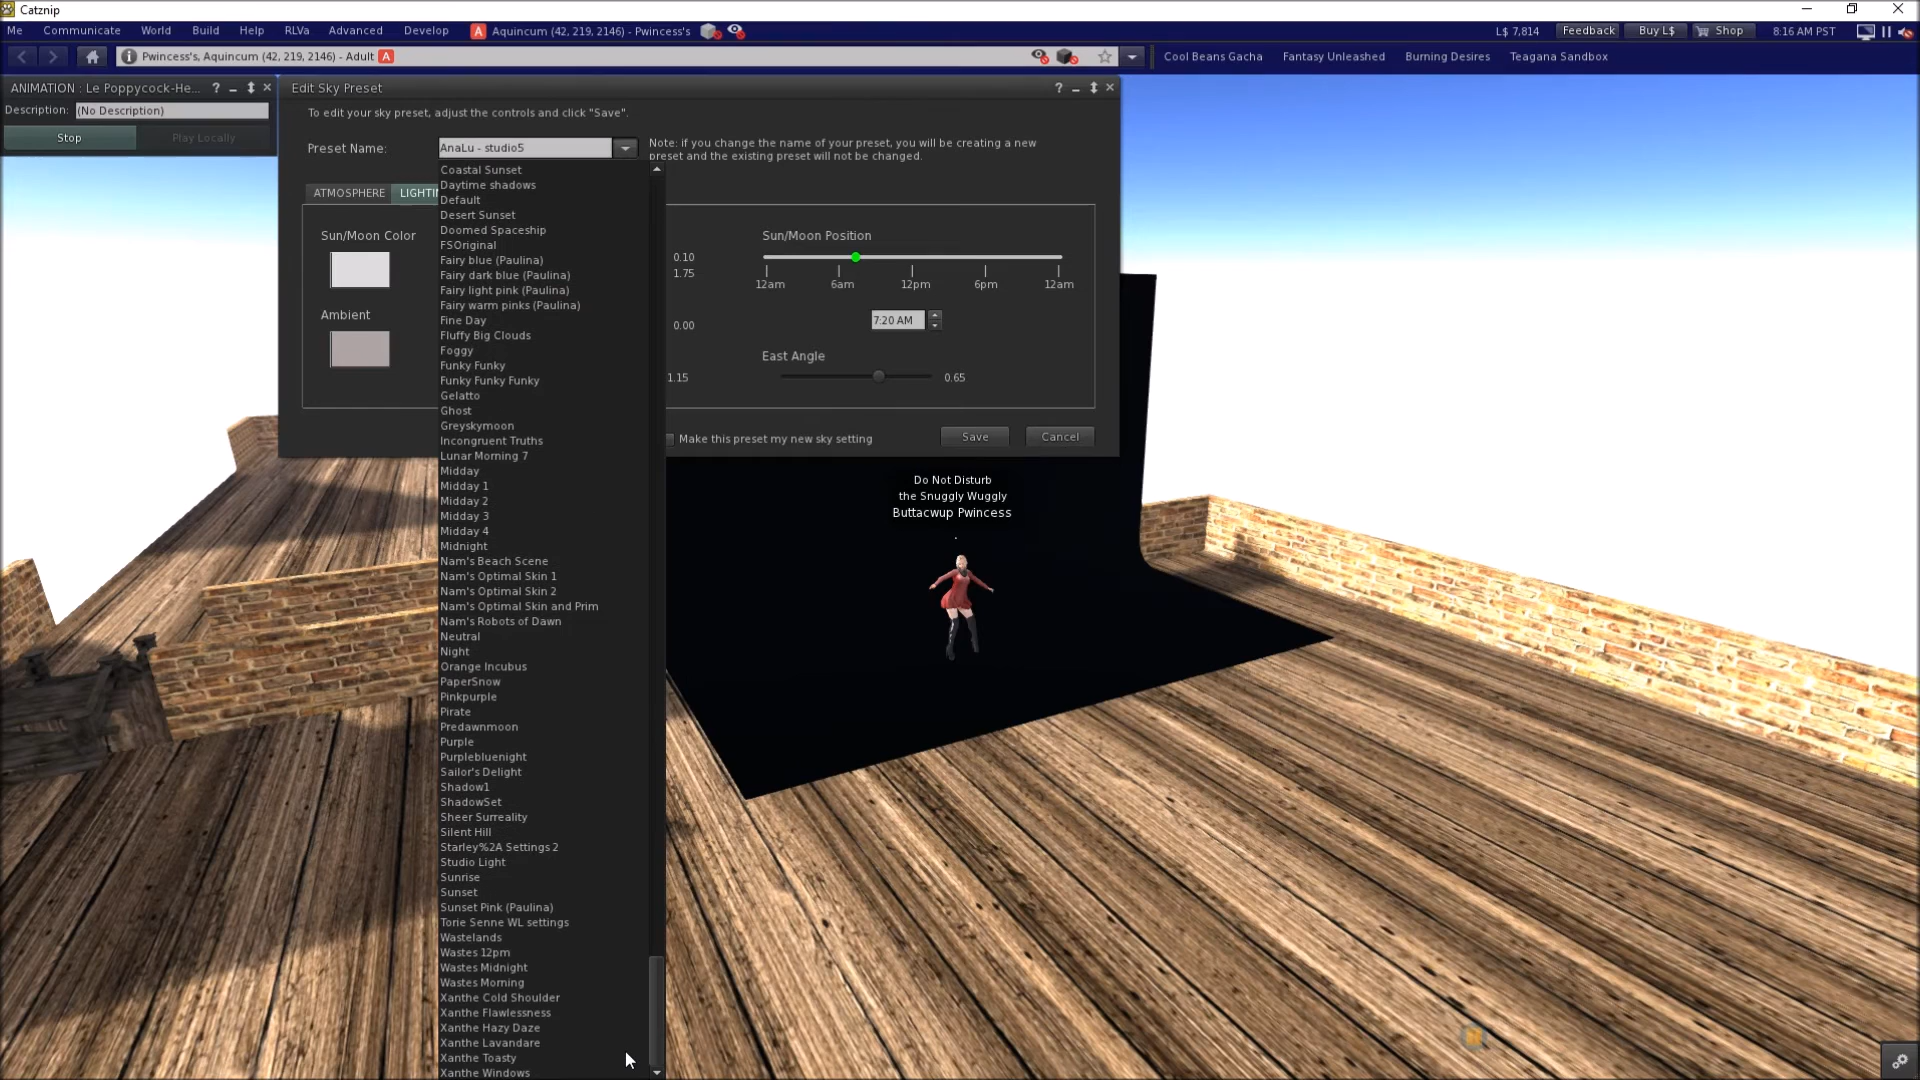 Catznip
Me Communicate World Build Help RLVa Advanced Develop A Aquincum (42, 219, 2146) - Pwincess's L$ 7,814 Feedback Buy L$ Shop 8:16 AM PST
Pwincess's, Aquincum (42, 219, 2146) - Adult A Cool Beans Gacha Fantasy Unleashed Burning Desires Teagana Sandbox
ANIMATION : Le Poppycock-He...
Description: (No Description)
Stop Play Locally
Edit Sky Preset
To edit your sky preset, adjust the controls and click "Save".
Preset Name: AnaLu - studio5
Note: if you change the name of your preset, you will be creating a new
preset and the existing preset will not be changed.
ATMOSPHERE LIGHTIN
Sun/Moon Color
Ambient
Coastal Sunset
Daytime shadows
Default
Desert Sunset
Doomed Spaceship
FSOriginal
Fairy blue (Paulina)
Fairy dark blue (Paulina)
Fairy light pink (Paulina)
Fairy warm pinks (Paulina)
Fine Day
Fluffy Big Clouds
Foggy
Funky Funky
Funky Funky Funky
Gelatto
Ghost
Greyskymoon
Incongruent Truths
Lunar Morning 7
Midday
Midday 1
Midday 2
Midday 3
Midday 4
Midnight
Nam's Beach Scene
Nam's Optimal Skin 1
Nam's Optimal Skin 2
Nam's Optimal Skin and Prim
Nam's Robots of Dawn
Neutral
Night
Orange Incubus
PaperSnow
Pinkpurple
Pirate
Predawnmoon
Purple
Purplebluenight
Sailor's Delight
Shadow1
ShadowSet
Sheer Surreality
Silent Hill
Starley%2A Settings 2
Studio Light
Sunrise
Sunset
Sunset Pink (Paulina)
Torie Senne WL settings
Wastelands
Wastes 12pm
Wastes Midnight
Wastes Morning
Xanthe Cold Shoulder
Xanthe Flawlessness
Xanthe Hazy Daze
Xanthe Lavandare
Xanthe Toasty
Xanthe Windows
0.10
1.75
0.00
1.15
Sun/Moon Position
12am 6am 12pm 6pm 12am
7:20 AM
East Angle
0.65
Make this preset my new sky setting Save Cancel
Do Not Disturb
the Snuggly Wuggly
Buttacwup Pwincess
.